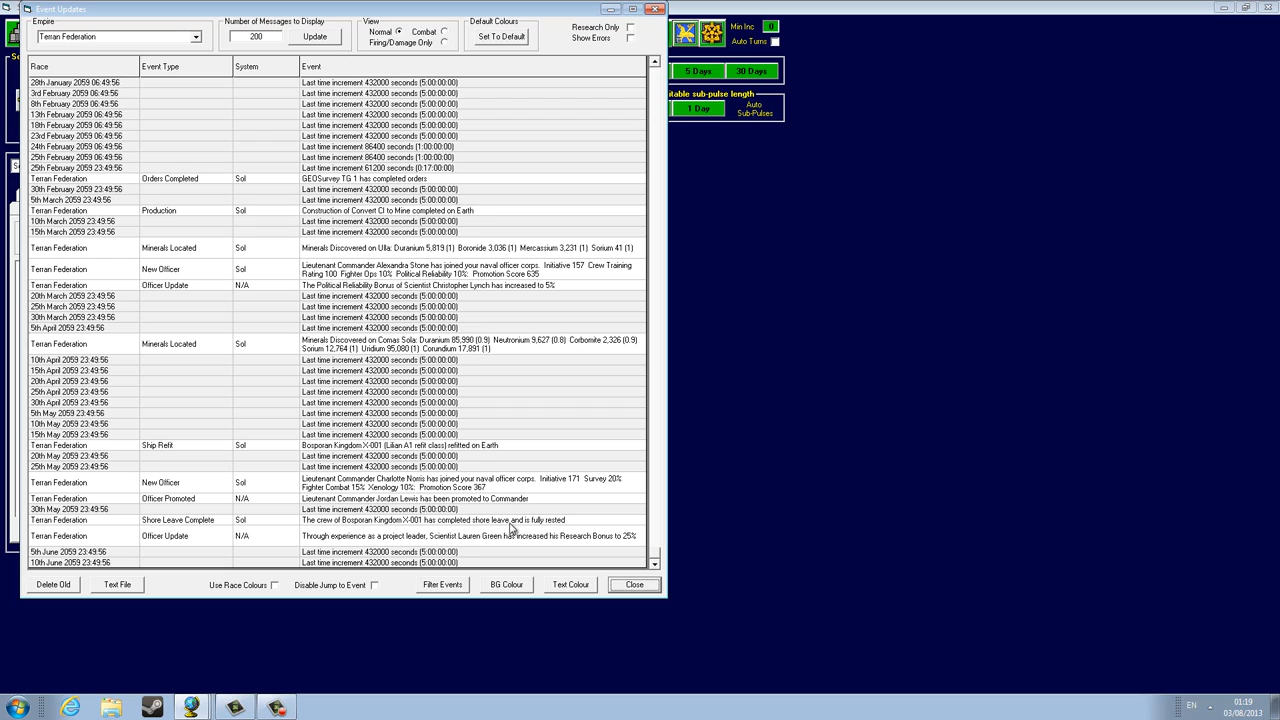 Event Updates
Empire
Terran Federation
Number of Messages to Display
200
Update
View
Normal
Combat
Firing/Damage Only
Default Colours
Set To Default
Research Only
Show Errors
Min Inc 0
Auto Turns
5 Days
30 Days
itable sub-pulse length
1 Day
Auto
Sub-Pulses
Race Event Type System Event
28th January 2059 06:49:56 Last time increment 432000 seconds (5:00:00:00)
3rd February 2059 06:49:56 Last time increment 432000 seconds (5:00:00:00)
8th February 2059 06:49:56 Last time increment 432000 seconds (5:00:00:00)
13th February 2059 06:49:56 Last time increment 432000 seconds (5:00:00:00)
18th February 2059 06:49:56 Last time increment 432000 seconds (5:00:00:00)
23rd February 2059 06:49:56 Last time increment 432000 seconds (5:00:00:00)
24th February 2059 06:49:56 Last time increment 86400 seconds (1:00:00:00)
25th February 2059 06:49:56 Last time increment 86400 seconds (1:00:00:00)
25th February 2059 23:49:56 Last time increment 61200 seconds (0:17:00:00)
Terran Federation Orders Completed Sol GEOSurvey TG 1 has completed orders
30th February 2059 23:49:56 Last time increment 432000 seconds (5:00:00:00)
5th March 2059 23:49:56 Last time increment 432000 seconds (5:00:00:00)
Terran Federation Production Sol Construction of Convert CI to Mine completed on Earth
10th March 2059 23:49:56 Last time increment 432000 seconds (5:00:00:00)
15th March 2059 23:49:56 Last time increment 432000 seconds (5:00:00:00)
Terran Federation Minerals Located Sol Minerals Discovered on Ulla: Duranium 5,819 (1) Boronide 3,036 (1) Mercassium 3,231 (1) Sorium 41 (1)
Terran Federation New Officer Sol Lieutenant Commander Alexandra Stone has joined your naval officer corps. Initiative 157 Crew Training
Rating 100 Fighter Ops 10% Political Reliability 10%: Promotion Score 635
Terran Federation Officer Update N/A The Political Reliability Bonus of Scientist Christopher Lynch has increased to 5%
20th March 2059 23:49:56 Last time increment 432000 seconds (5:00:00:00)
25th March 2059 23:49:56 Last time increment 432000 seconds (5:00:00:00)
30th March 2059 23:49:56 Last time increment 432000 seconds (5:00:00:00)
5th April 2059 23:49:56 Last time increment 432000 seconds (5:00:00:00)
Terran Federation Minerals Located Sol Minerals Discovered on Comas Sola: Duranium 85,990 (0.9) Neutronium 9,627 (0.8) Corbomite 2,326 (0.9)
Sorium 12,764 (1) Uridium 95,080 (1) Corundium 17,891 (1)
10th April 2059 23:49:56 Last time increment 432000 seconds (5:00:00:00)
15th April 2059 23:49:56 Last time increment 432000 seconds (5:00:00:00)
20th April 2059 23:49:56 Last time increment 432000 seconds (5:00:00:00)
25th April 2059 23:49:56 Last time increment 432000 seconds (5:00:00:00)
30th April 2059 23:49:56 Last time increment 432000 seconds (5:00:00:00)
5th May 2059 23:49:56 Last time increment 432000 seconds (5:00:00:00)
10th May 2059 23:49:56 Last time increment 432000 seconds (5:00:00:00)
15th May 2059 23:49:56 Last time increment 432000 seconds (5:00:00:00)
Terran Federation Ship Refit Sol Bosporan Kingdom X-001 (Lilian A1 refit class) refitted on Earth
20th May 2059 23:49:56 Last time increment 432000 seconds (5:00:00:00)
25th May 2059 23:49:56 Last time increment 432000 seconds (5:00:00:00)
Terran Federation New Officer Sol Lieutenant Commander Charlotte Norris has joined your naval officer corps. Initiative 171 Survey 20%
Fighter Combat 15% Xenology 10%: Promotion Score 367
Terran Federation Officer Promoted N/A Lieutenant Commander Jordan Lewis has been promoted to Commander
30th May 2059 23:49:56 Last time increment 432000 seconds (5:00:00:00)
Terran Federation Shore Leave Complete Sol The crew of Bosporan Kingdom X-001 has completed shore leave and is fully rested
Terran Federation Officer Update N/A Through experience as a project leader, Scientist Lauren Green has increased his Research Bonus to 25%
5th June 2059 23:49:56 Last time increment 432000 seconds (5:00:00:00)
10th June 2059 23:49:56 Last time increment 432000 seconds (5:00:00:00)
Delete Old
Text File
Use Race Colours
Disable Jump to Event
Filter Events
BG Colour
Text Colour
Close
EN
01:19
03/08/2013